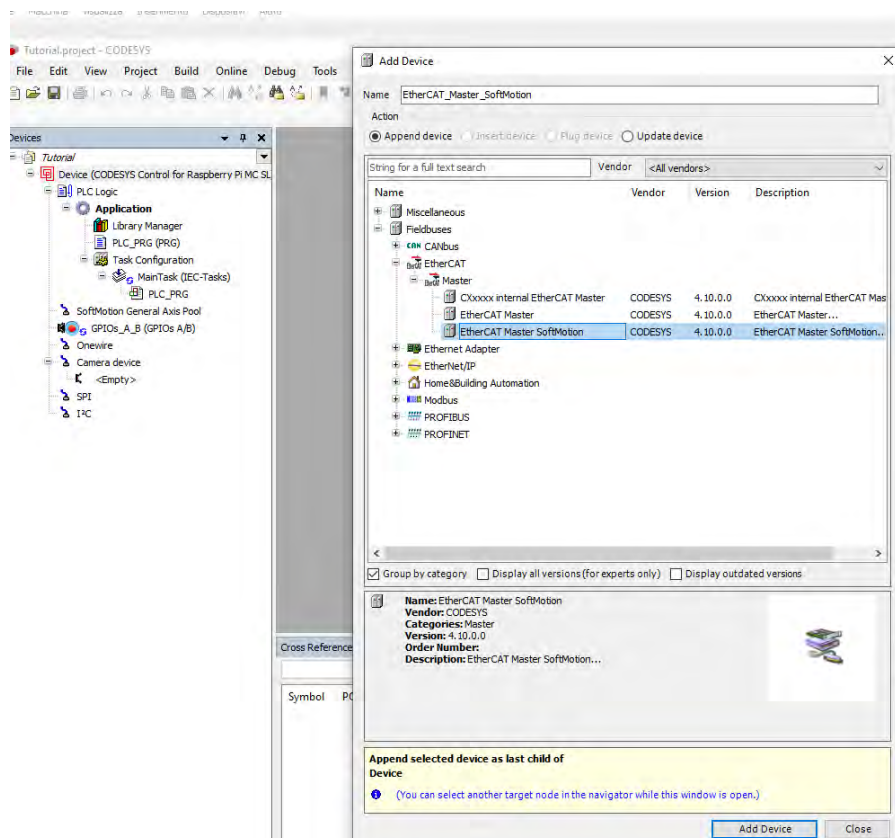 Tutorial.project - CODESYS
File Edit View Project Build Online Debug Tools
Devices
Tutorial
Device (CODESYS Control for Raspberry Pi MC SL
PLC Logic
Application
Library Manager
PLC_PRG (PRG)
Task Configuration
MainTask (IEC-Tasks)
PLC_PRG
SoftMotion General Axis Pool
GPIOs_A_B (GPIOs A/B)
Onewire
Camera device
<Empty>
SPI
I²C
Cross Reference
Symbol
Add Device
Name EtherCAT_Master_SoftMotion
Action
Append device Insert device Plug device Update device
String for a full text search Vendor <All vendors>
Name Vendor Version Description
Miscellaneous
Fieldbuses
CAN CANbus
EtherCAT
Master
CXxxxx internal EtherCAT Master CODESYS 4.10.0.0 CXxxxx internal EtherCAT Mas
EtherCAT Master CODESYS 4.10.0.0 EtherCAT Master...
EtherCAT Master SoftMotion CODESYS 4.10.0.0 EtherCAT Master SoftMotion...
Ethernet Adapter
EtherNet/IP
Home&Building Automation
Modbus
PROFIBUS
PROFINET
Group by category Display all versions (for experts only) Display outdated versions
Name: EtherCAT Master SoftMotion
Vendor: CODESYS
Categories: Master
Version: 4.10.0.0
Order Number:
Description: EtherCAT Master SoftMotion...
Append selected device as last child of
Device
(You can select another target node in the navigator while this window is open.)
Add Device Close